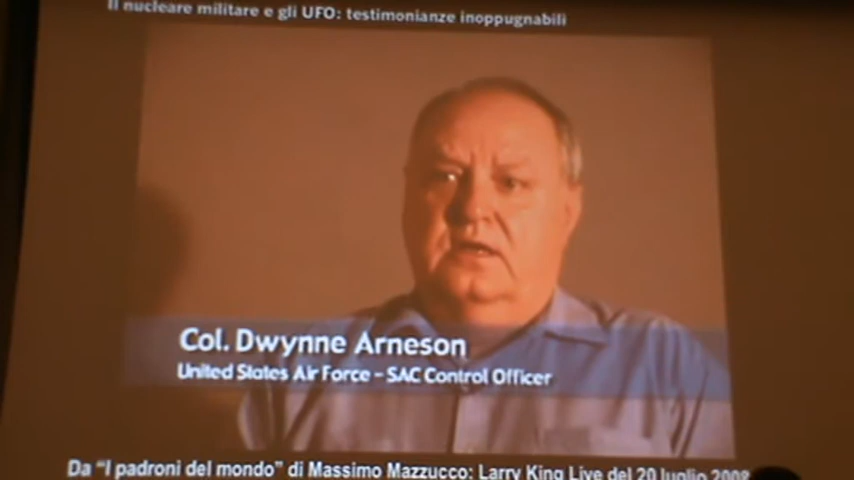 Il nucleare militare e gli UFO: testimonianze inoppugnabili
Col. Dwynne Arneson
United States Air Force - SAC Control Officer
Da "I padroni del mondo" di Massimo Mazzucco: Larry King Live del 20 luglio 2008